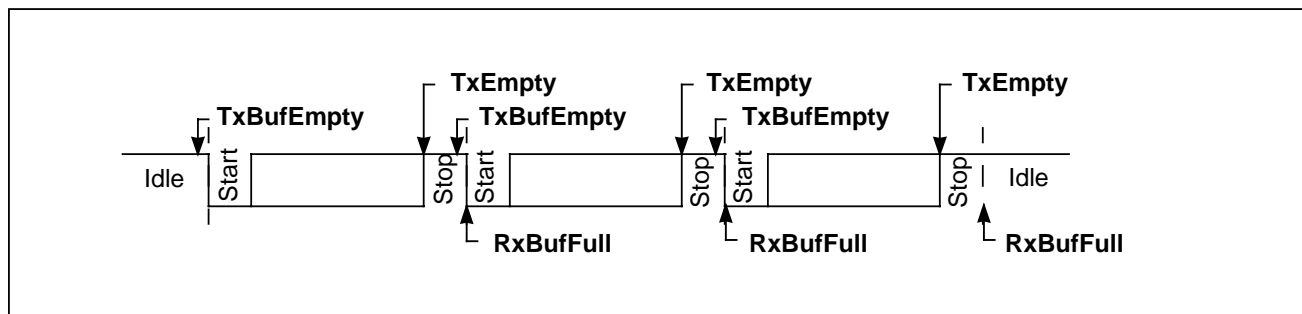 TxEmpty TxEmpty TxEmpty
TxBufEmpty TxBufEmpty TxBufEmpty
Idle Start Stop Start Stop Start Stop Idle
RxBufFull RxBufFull RxBufFull